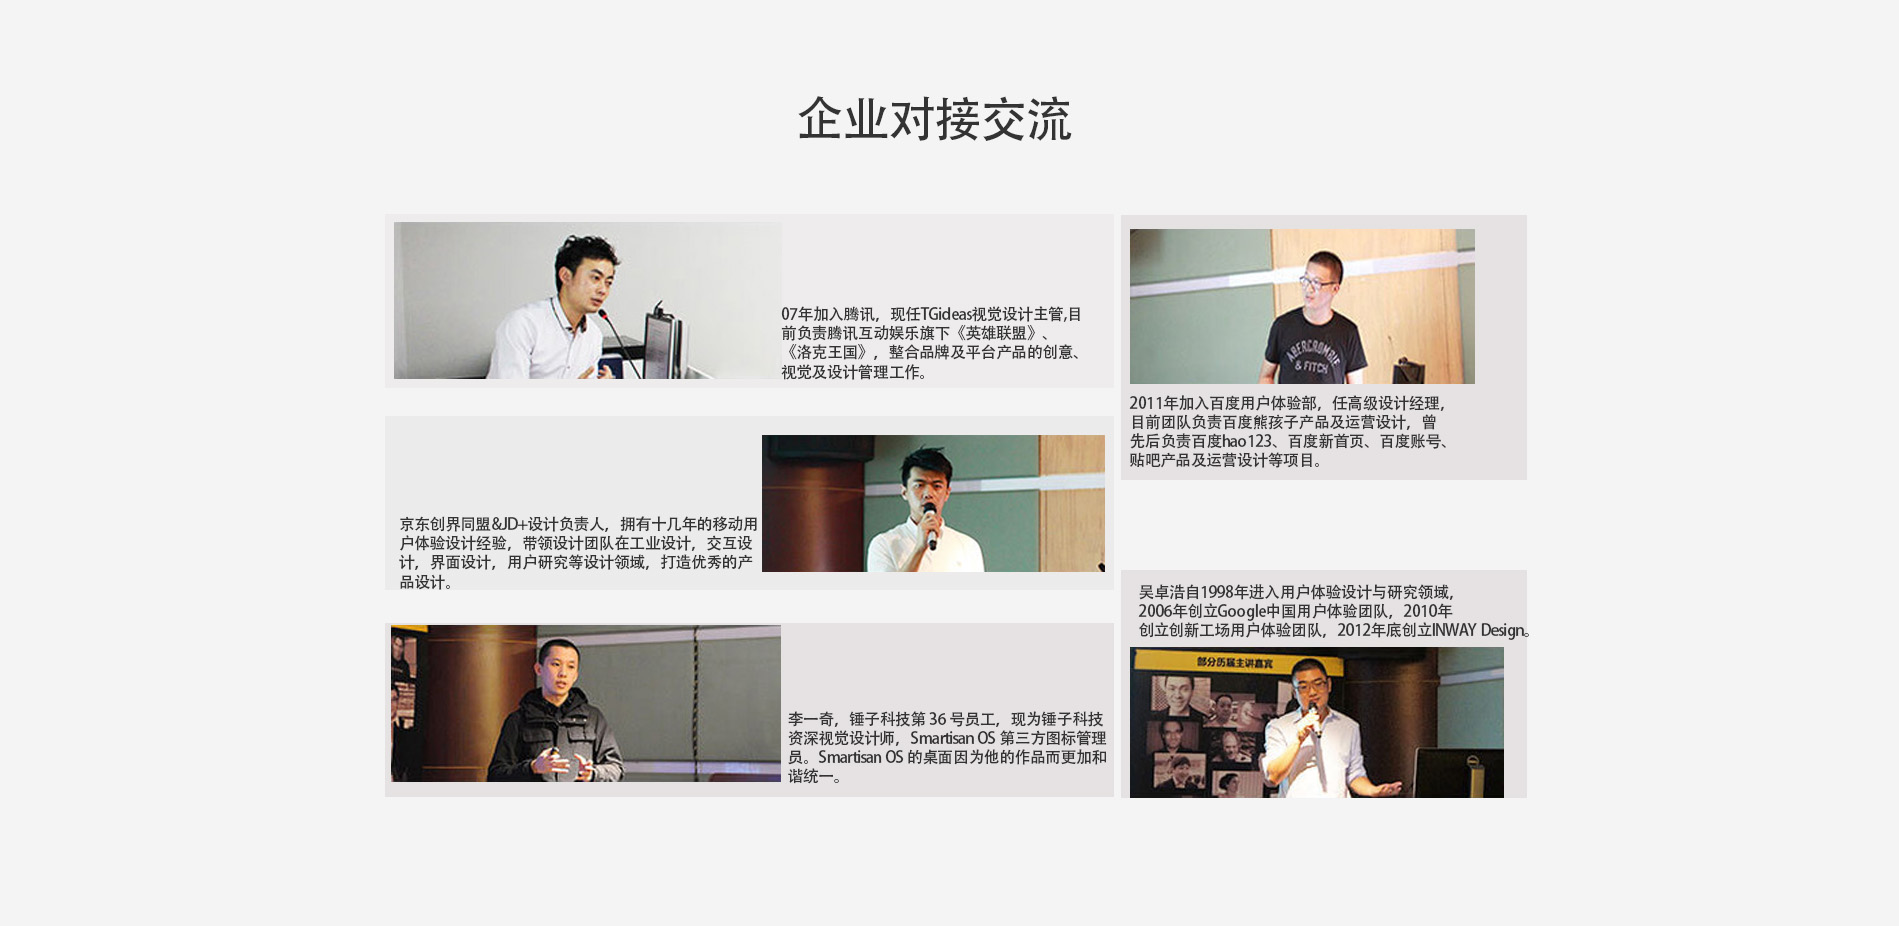 企业对接交流
07年加入腾讯，现任TGideas视觉设计主管,目
前负责腾讯互动娱乐旗下《英雄联盟》、
《洛克王国》，整合品牌及平台产品的创意、
视觉及设计管理工作。
ABERCROMBIE
& FITCH
2011年加入百度用户体验部，任高级设计经理，
目前团队负责百度熊孩子产品及运营设计，曾
先后负责百度hao123、百度新首页、百度账号、
贴吧产品及运营设计等项目。
京东创界同盟&JD+设计负责人，拥有十几年的移动用
户体验设计经验，带领设计团队在工业设计，交互设
计，界面设计，用户研究等设计领域，打造优秀的产
品设计。
李一奇，锤子科技第 36 号员工，现为锤子科技
资深视觉设计师，Smartisan OS 第三方图标管理
员。Smartisan OS 的桌面因为他的作品而更加和
谐统一。
吴卓浩自1998年进入用户体验设计与研究领域，
2006年创立Google中国用户体验团队，2010年
创立创新工场用户体验团队，2012年底创立INWAY Design。
部分历届主讲嘉宾